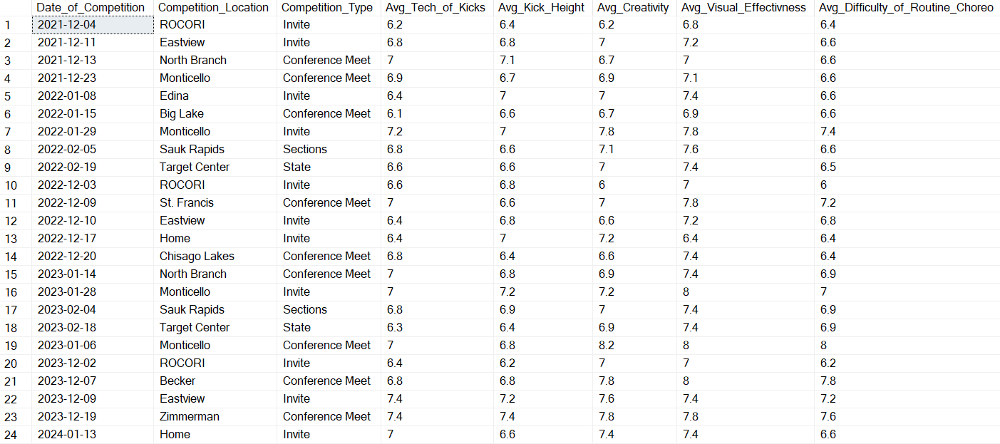 Date_of_Competition Competition_Location Competition_Type Avg_Tech_of_Kicks Avg_Kick_Height Avg_Creativity Avg_Visual_Effectivness Avg_Difficulty_of_Routine_Choreo
1 2021-12-04 ROCORI Invite 6.2 6.4 6.2 6.8 6.4
2 2021-12-11 Eastview Invite 6.8 6.8 7 7.2 6.6
3 2021-12-13 North Branch Conference Meet 7 7.1 6.7 7 6.6
4 2021-12-23 Monticello Conference Meet 6.9 6.7 6.9 7.1 6.6
5 2022-01-08 Edina Invite 6.4 7 7 7.4 6.6
6 2022-01-15 Big Lake Conference Meet 6.1 6.6 6.7 6.9 6.6
7 2022-01-29 Monticello Invite 7.2 7 7.8 7.8 7.4
8 2022-02-05 Sauk Rapids Sections 6.8 6.6 7.1 7.6 6.6
9 2022-02-19 Target Center State 6.6 6.6 7 7.4 6.5
10 2022-12-03 ROCORI Invite 6.6 6.8 6 7 6
11 2022-12-09 St. Francis Conference Meet 7 6.6 7 7.8 7.2
12 2022-12-10 Eastview Invite 6.4 6.8 6.6 7.2 6.8
13 2022-12-17 Home Invite 6.4 7 7.2 6.4 6.4
14 2022-12-20 Chisago Lakes Conference Meet 6.8 6.4 6.6 7.4 6.4
15 2023-01-14 North Branch Conference Meet 7 6.8 6.9 7.4 6.9
16 2023-01-28 Monticello Invite 7 7.2 7.2 8 7
17 2023-02-04 Sauk Rapids Sections 6.8 6.9 7 7.4 6.9
18 2023-02-18 Target Center State 6.3 6.4 6.9 7.4 6.9
19 2023-01-06 Monticello Conference Meet 7 6.8 8.2 8 8
20 2023-12-02 ROCORI Invite 6.4 6.2 7 7 6.2
21 2023-12-07 Becker Conference Meet 6.8 6.8 7.8 8 7.8
22 2023-12-09 Eastview Invite 7.4 7.2 7.6 7.4 7.2
23 2023-12-19 Zimmerman Conference Meet 7.4 7.4 7.8 7.8 7.6
24 2024-01-13 Home Invite 7 6.6 7.4 7.4 6.6